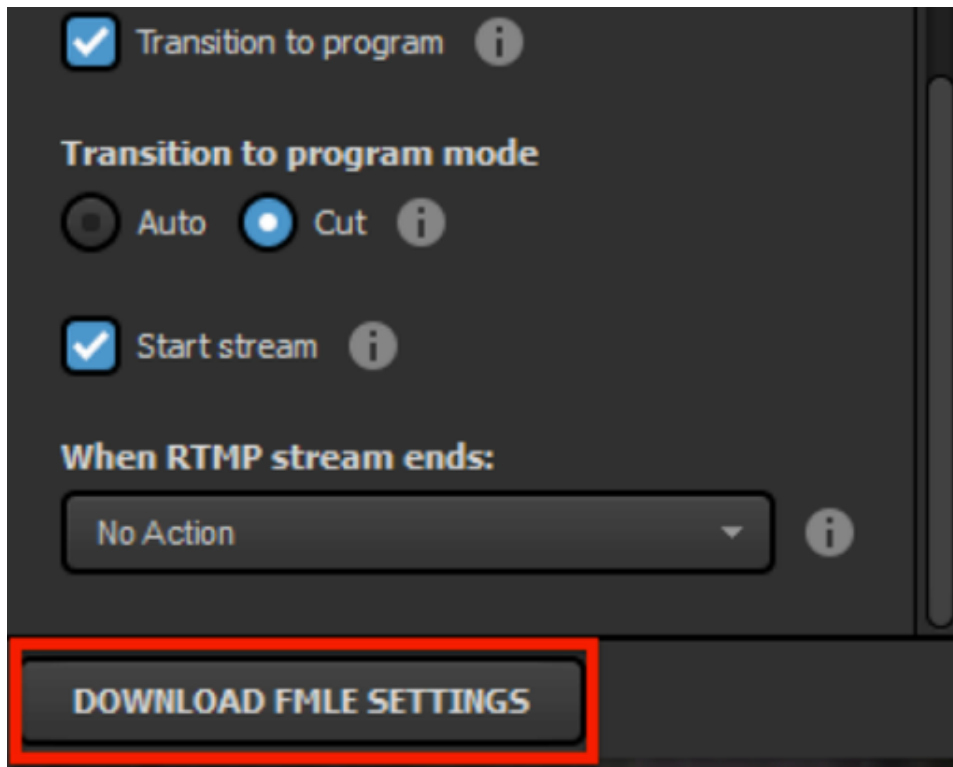 Transition to program
Transition to program mode
Auto Cut
Start stream
When RTMP stream ends:
No Action
DOWNLOAD FMLE SETTINGS